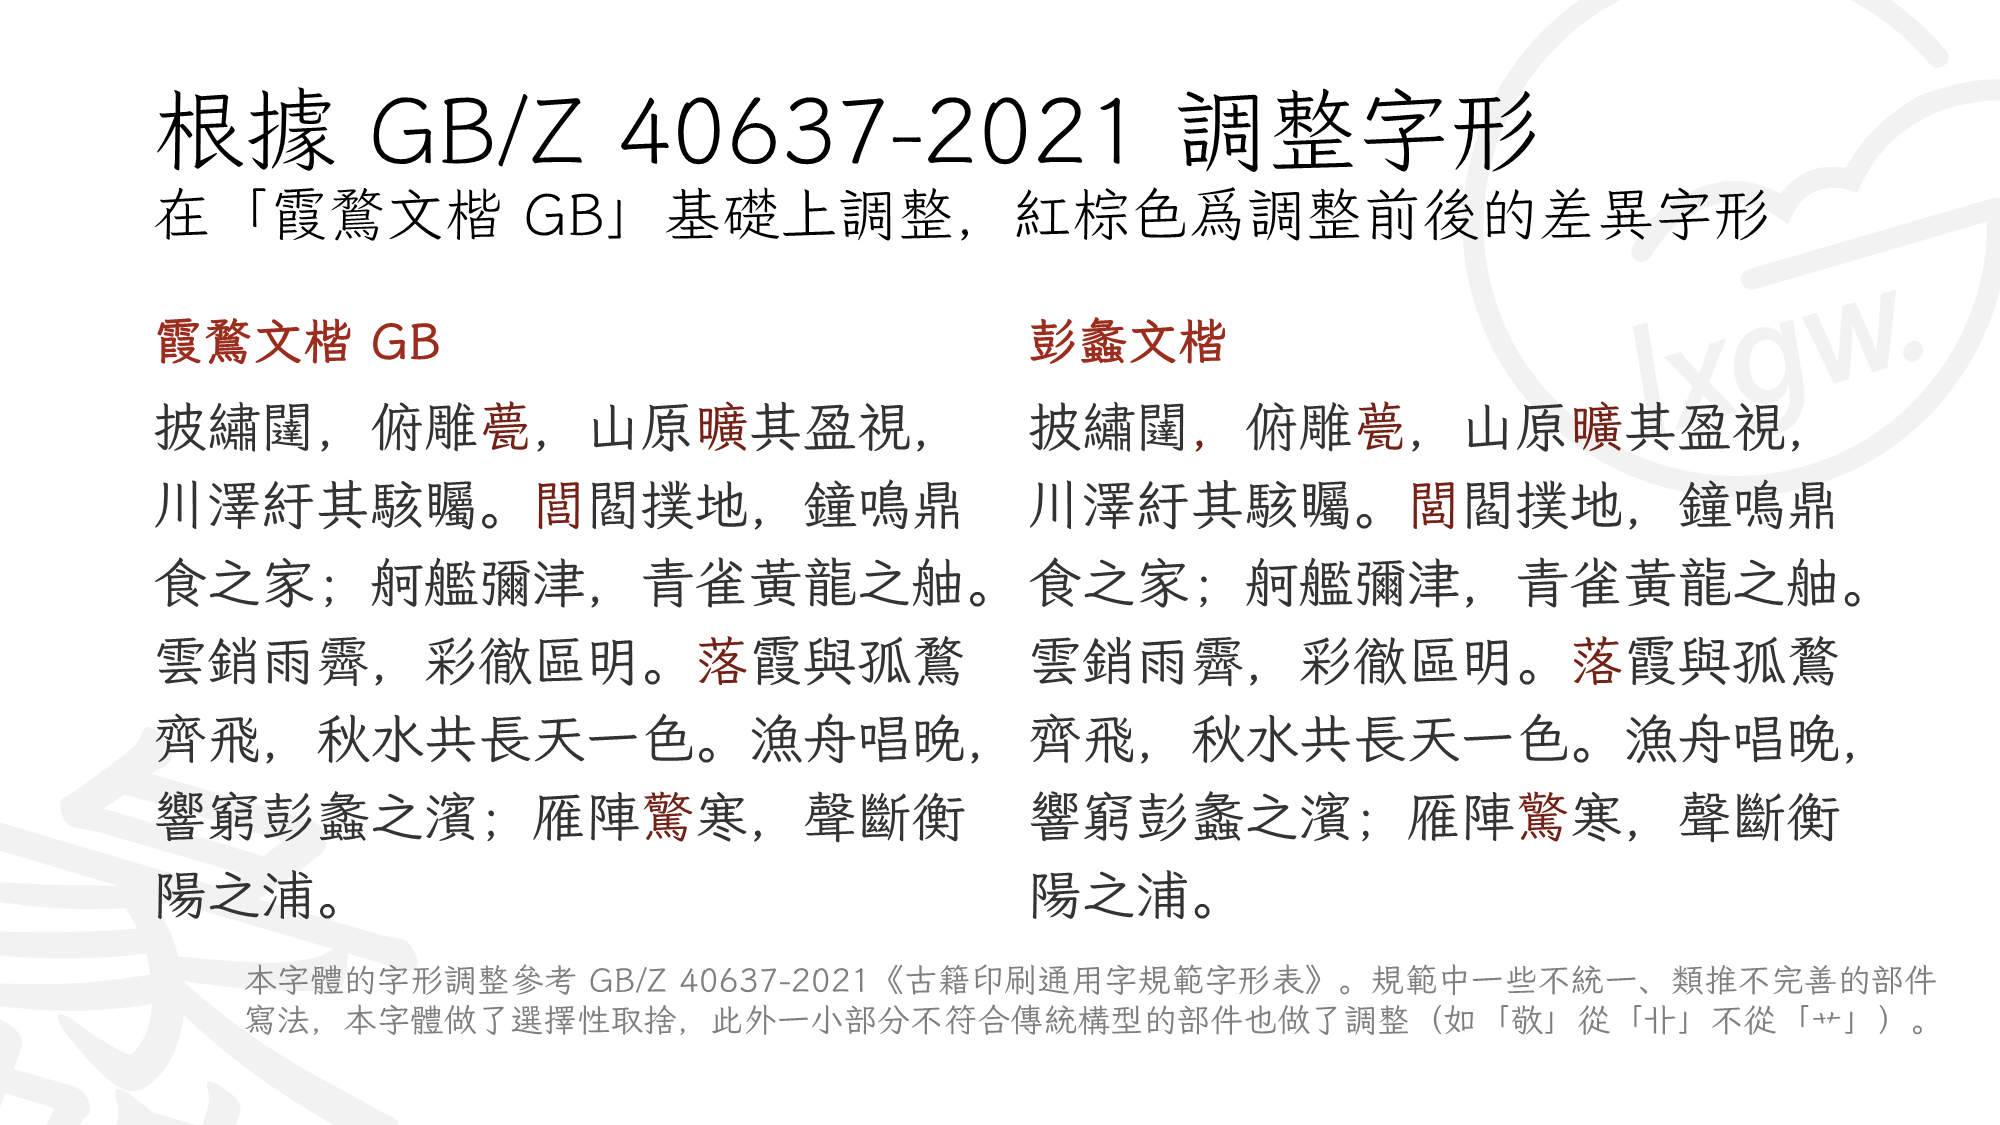 根據 GB/Z 40637-2021 調整字形
在「霞鶩文楷 GB」基礎上調整，紅棕色爲調整前後的差異字形
霞鶩文楷 GB
披繡闥，俯雕甍，山原曠其盈視，
川澤紆其駭矚。閭閻撲地，鐘鳴鼎
食之家；舸艦彌津，青雀黃龍之舳。
雲銷雨霽，彩徹區明。落霞與孤鶩
齊飛，秋水共長天一色。漁舟唱晚，
響窮彭蠡之濱；雁陣驚寒，聲斷衡
陽之浦。
彭蠡文楷
披繡闥，俯雕甍，山原曠其盈視，
川澤紆其駭矚。閭閻撲地，鐘鳴鼎
食之家；舸艦彌津，青雀黃龍之舳。
雲銷雨霽，彩徹區明。落霞與孤鶩
齊飛，秋水共長天一色。漁舟唱晚，
響窮彭蠡之濱；雁陣驚寒，聲斷衡
陽之浦。
本字體的字形調整參考 GB/Z 40637-2021《古籍印刷通用字規範字形表》。規範中一些不統一、類推不完善的部件
寫法，本字體做了選擇性取捨，此外一小部分不符合傳統構型的部件也做了調整（如「敬」從「卝」不從「艹」）。
lxgw.